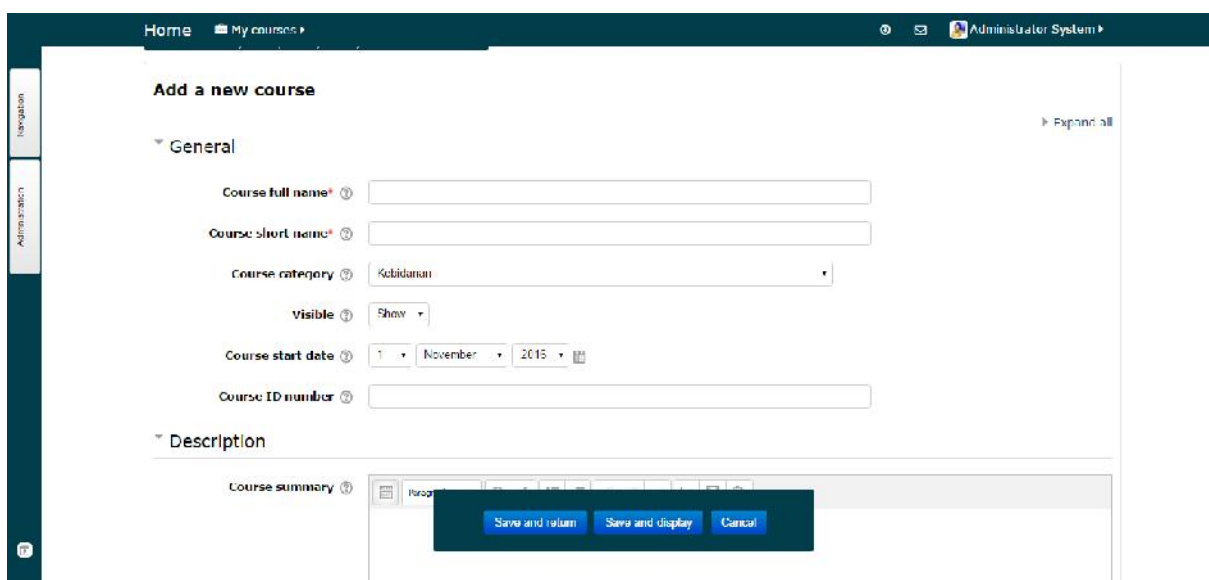 Home My courses Administrator System
Navigation
Administration
Add a new course
Expand all
General
Course full name*
Course short name*
Course category Kebidanan
Visible Show
Course start date 1 November
Course ID number
Description
Course summary
Save and return Save and display Cancel